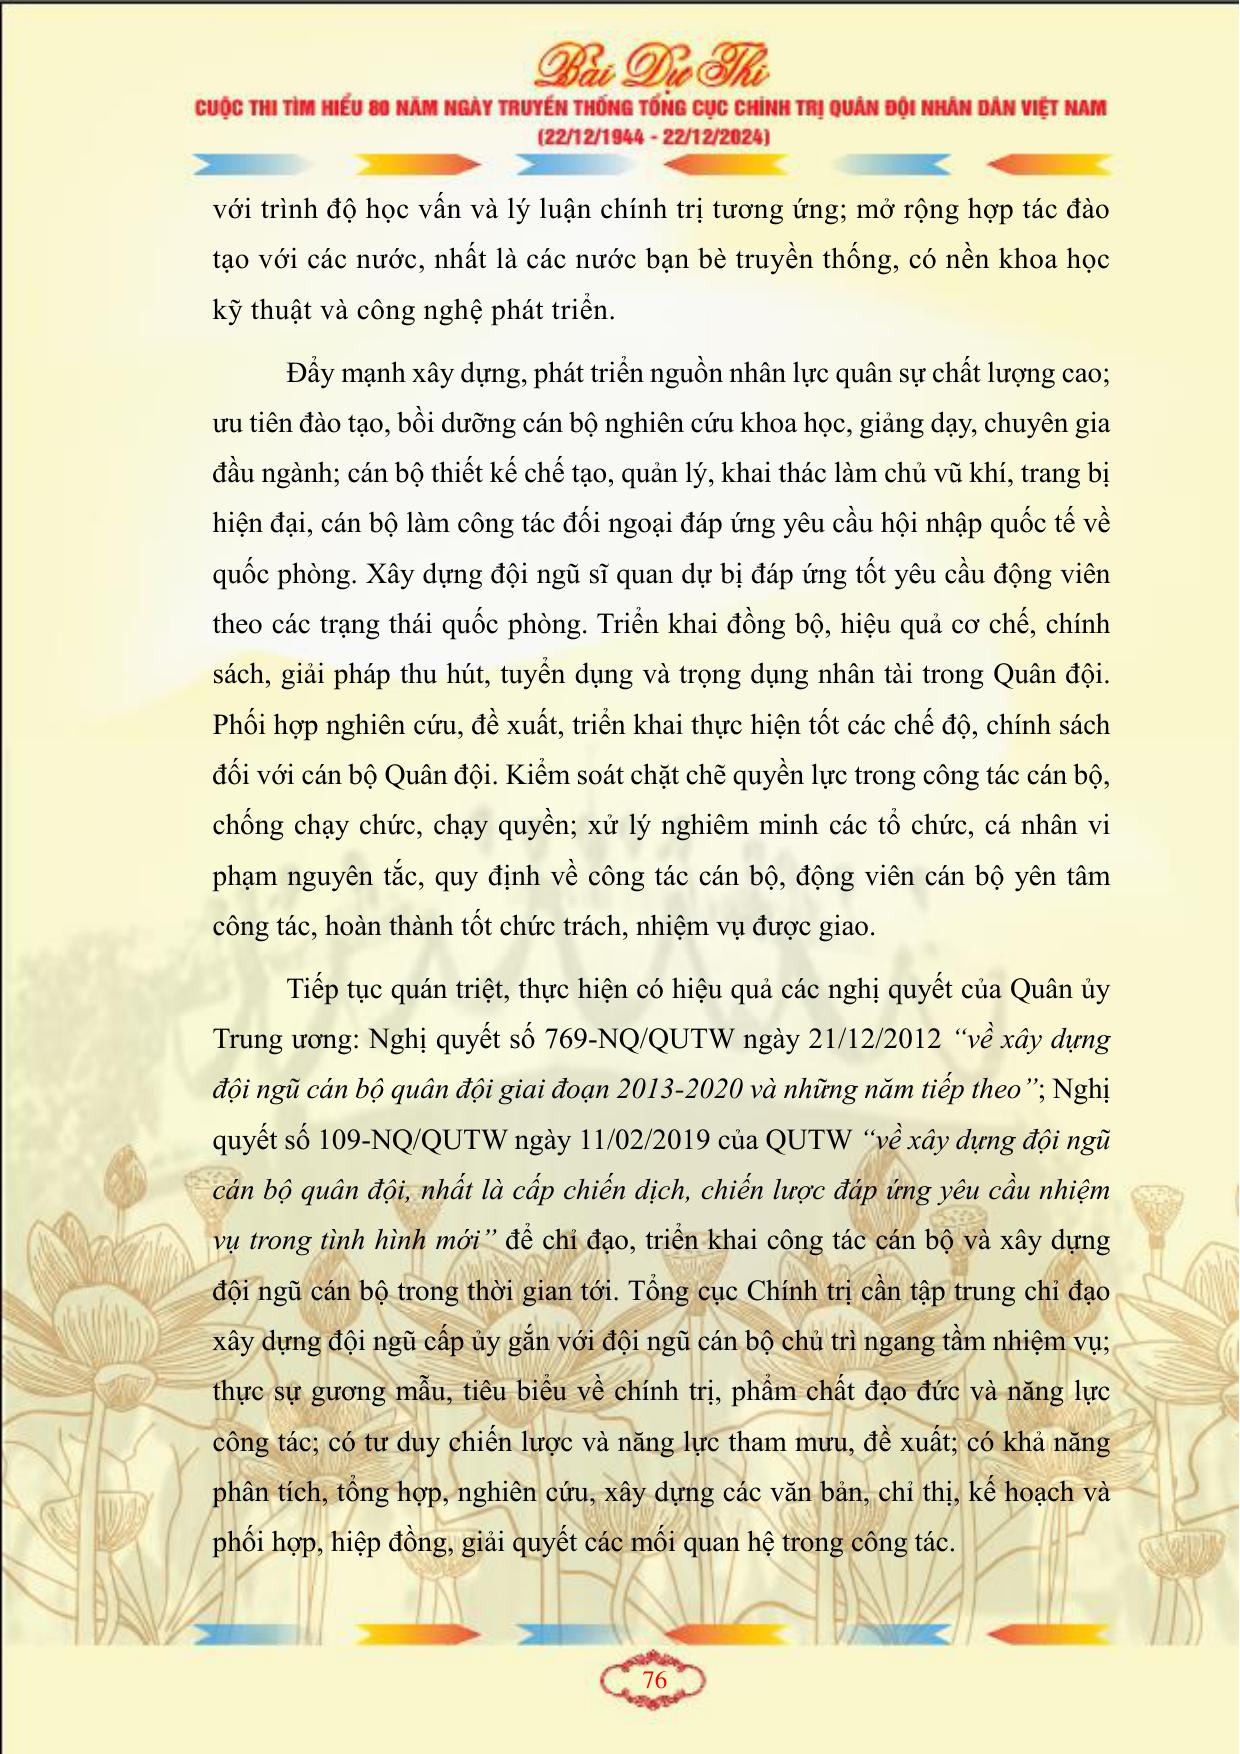 Bài Dự Thi
CUỘC THI TÌM HIỂU 80 NĂM NGÀY TRUYỀN THỐNG TỔNG CỤC CHÍNH TRỊ QUÂN ĐỘI NHÂN DÂN VIỆT NAM
(22/12/1944 - 22/12/2024)
với trình độ học vấn và lý luận chính trị tương ứng; mở rộng hợp tác đào
tạo với các nước, nhất là các nước bạn bè truyền thống, có nền khoa học
kỹ thuật và công nghệ phát triển.
Đẩy mạnh xây dựng, phát triển nguồn nhân lực quân sự chất lượng cao;
ưu tiên đào tạo, bồi dưỡng cán bộ nghiên cứu khoa học, giảng dạy, chuyên gia
đầu ngành; cán bộ thiết kế chế tạo, quản lý, khai thác làm chủ vũ khí, trang bị
hiện đại, cán bộ làm công tác đối ngoại đáp ứng yêu cầu hội nhập quốc tế về
quốc phòng. Xây dựng đội ngũ sĩ quan dự bị đáp ứng tốt yêu cầu động viên
theo các trạng thái quốc phòng. Triển khai đồng bộ, hiệu quả cơ chế, chính
sách, giải pháp thu hút, tuyển dụng và trọng dụng nhân tài trong Quân đội.
Phối hợp nghiên cứu, đề xuất, triển khai thực hiện tốt các chế độ, chính sách
đối với cán bộ Quân đội. Kiểm soát chặt chẽ quyền lực trong công tác cán bộ,
chống chạy chức, chạy quyền; xử lý nghiêm minh các tổ chức, cá nhân vi
phạm nguyên tắc, quy định về công tác cán bộ, động viên cán bộ yên tâm
công tác, hoàn thành tốt chức trách, nhiệm vụ được giao.
Tiếp tục quán triệt, thực hiện có hiệu quả các nghị quyết của Quân ủy
Trung ương: Nghị quyết số 769-NQ/QUTW ngày 21/12/2012 “về xây dựng
đội ngũ cán bộ quân đội giai đoạn 2013-2020 và những năm tiếp theo”; Nghị
quyết số 109-NQ/QUTW ngày 11/02/2019 của QUTW “về xây dựng đội ngũ
cán bộ quân đội, nhất là cấp chiến dịch, chiến lược đáp ứng yêu cầu nhiệm
vụ trong tình hình mới” để chỉ đạo, triển khai công tác cán bộ và xây dựng
đội ngũ cán bộ trong thời gian tới. Tổng cục Chính trị cần tập trung chỉ đạo
xây dựng đội ngũ cấp ủy gắn với đội ngũ cán bộ chủ trì ngang tầm nhiệm vụ;
thực sự gương mẫu, tiêu biểu về chính trị, phẩm chất đạo đức và năng lực
công tác; có tư duy chiến lược và năng lực tham mưu, đề xuất; có khả năng
phân tích, tổng hợp, nghiên cứu, xây dựng các văn bản, chỉ thị, kế hoạch và
phối hợp, hiệp đồng, giải quyết các mối quan hệ trong công tác.
76